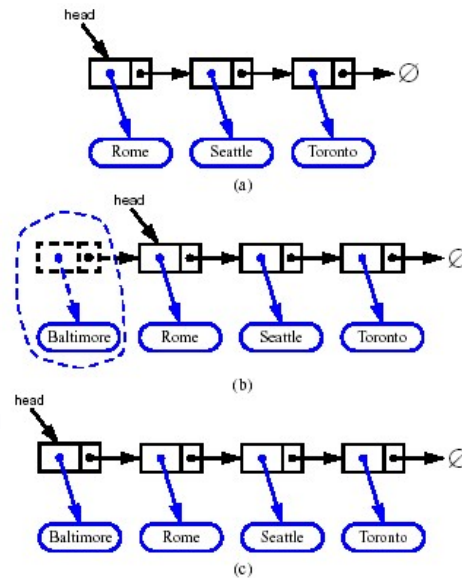 head
∅
Rome Seattle Toronto
(a)
head
∅
Baltimore Rome Seattle Toronto
(b)
head
∅
Baltimore Rome Seattle Toronto
(c)